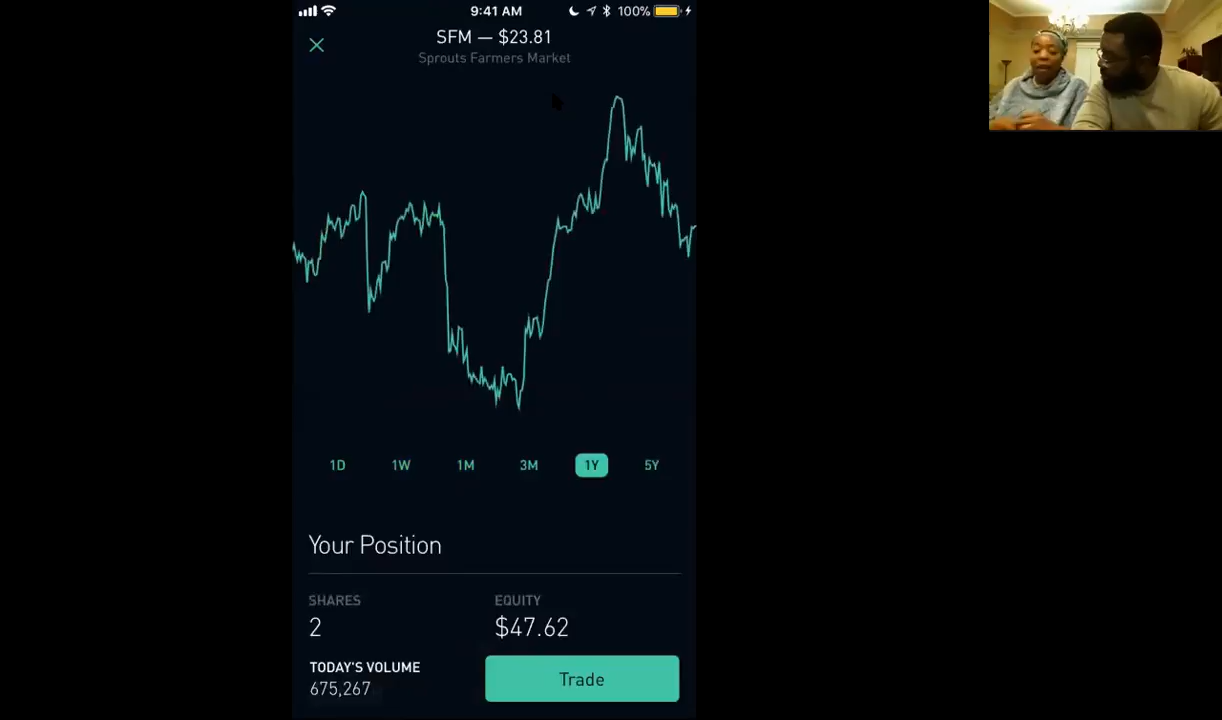 9:41 AM
100%
SFM — $23.81
Sprouts Farmers Market
1D 1W 1M 3M 1Y 5Y
Your Position
SHARES EQUITY
2 $47.62
TODAY'S VOLUME
675,267
Trade